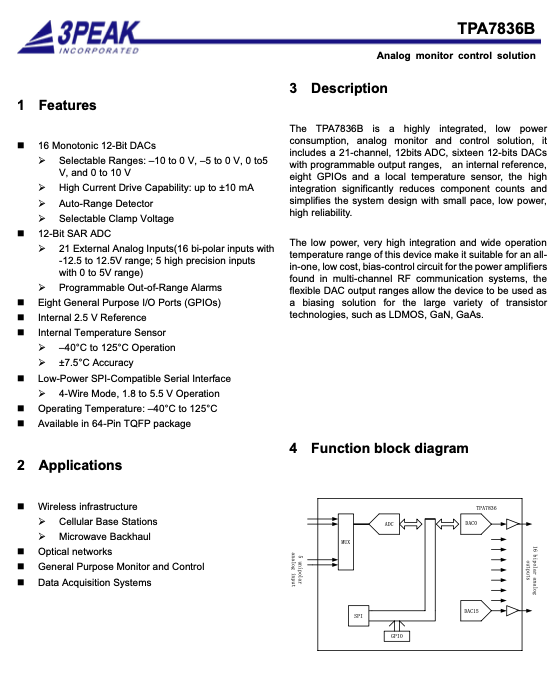 3PEAK
INCORPORATED
TPA7836B
Analog monitor control solution
1 Features
■ 16 Monotonic 12-Bit DACs
➢ Selectable Ranges: –10 to 0 V, –5 to 0 V, 0 to5
V, and 0 to 10 V
➢ High Current Drive Capability: up to ±10 mA
➢ Auto-Range Detector
➢ Selectable Clamp Voltage
■ 12-Bit SAR ADC
➢ 21 External Analog Inputs(16 bi-polar inputs with
-12.5 to 12.5V range; 5 high precision inputs
with 0 to 5V range)
➢ Programmable Out-of-Range Alarms
■ Eight General Purpose I/O Ports (GPIOs)
■ Internal 2.5 V Reference
■ Internal Temperature Sensor
➢ –40°C to 125°C Operation
➢ ±7.5°C Accuracy
■ Low-Power SPI-Compatible Serial Interface
➢ 4-Wire Mode, 1.8 to 5.5 V Operation
■ Operating Temperature: –40°C to 125°C
■ Available in 64-Pin TQFP package
2 Applications
■ Wireless infrastructure
➢ Cellular Base Stations
➢ Microwave Backhaul
■ Optical networks
■ General Purpose Monitor and Control
■ Data Acquisition Systems
3 Description
The TPA7836B is a highly integrated, low power
consumption, analog monitor and control solution, it
includes a 21-channel, 12bits ADC, sixteen 12-bits DACs
with programmable output ranges, an internal reference,
eight GPIOs and a local temperature sensor, the high
integration significantly reduces component counts and
simplifies the system design with small pace, low power,
high reliability.
The low power, very high integration and wide operation
temperature range of this device make it suitable for an all-
in-one, low cost, bias-control circuit for the power amplifiers
found in multi-channel RF communication systems, the
flexible DAC output ranges allow the device to be used as
a biasing solution for the large variety of transistor
technologies, such as LDMOS, GaN, GaAs.
4 Function block diagram
TPA7836
ADC
DAC0
MUX
5 unipolar
analog input
16 bipolar analog
outputs
SPI
DAC15
GPIO